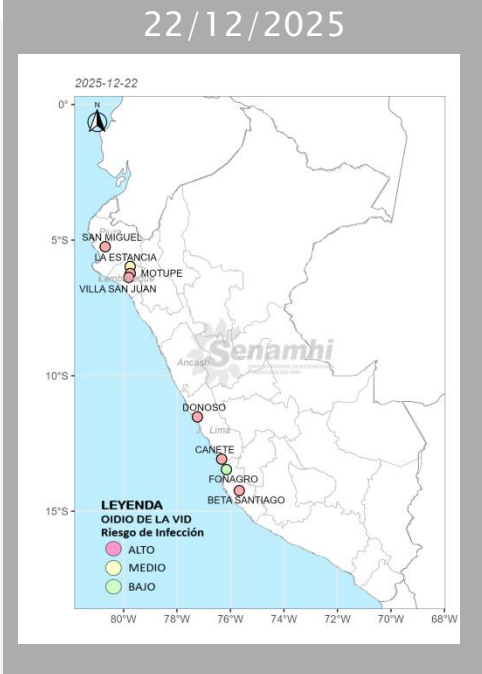 22/12/2025
2025-12-22
0°
N
Piura
SAN MIGUEL
5°S
LA ESTANCIA
MOTUPE
Lambayeque
VILLA SAN JUAN
Senamhi
Ancash
10°S
DONOSO
Lima
CAÑETE
FONAGRO
BETA SANTIAGO
LEYENDA
OIDIO DE LA VID
15°S
Riesgo de Infección
ALTO
MEDIO
BAJO
80°W 78°W 76°W 74°W 72°W 70°W 68°W